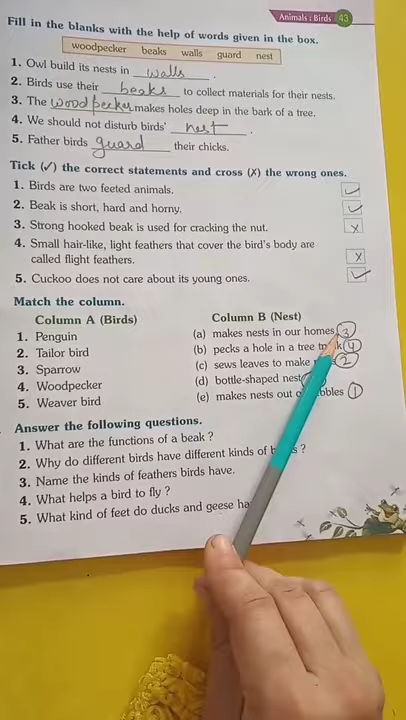 Animals : Birds 43
Fill in the blanks with the help of words given in the box.
woodpecker beaks walls guard nest
1. Owl build its nests in walls .
2. Birds use their beaks to collect materials for their nests.
3. The woodpecker makes holes deep in the bark of a tree.
4. We should not disturb birds' nest .
5. Father birds guard their chicks.
Tick (✓) the correct statements and cross (✗) the wrong ones.
1. Birds are two feeted animals. ✓
2. Beak is short, hard and horny. ✓
3. Strong hooked beak is used for cracking the nut. x
4. Small hair-like, light feathers that cover the bird's body are
called flight feathers. x
5. Cuckoo does not care about its young ones. ✓
Match the column.
Column A (Birds) Column B (Nest)
1. Penguin (a) makes nests in our homes 3
2. Tailor bird (b) pecks a hole in a tree 4
3. Sparrow (c) sews leaves to make 2
4. Woodpecker (d) bottle-shaped nest
5. Weaver bird (e) makes nests out 1
Answer the following questions.
1. What are the functions of a beak ?
2. Why do different birds have different kinds of ?
3. Name the kinds of feathers birds have.
4. What helps a bird to fly ?
5. What kind of feet do ducks and geese